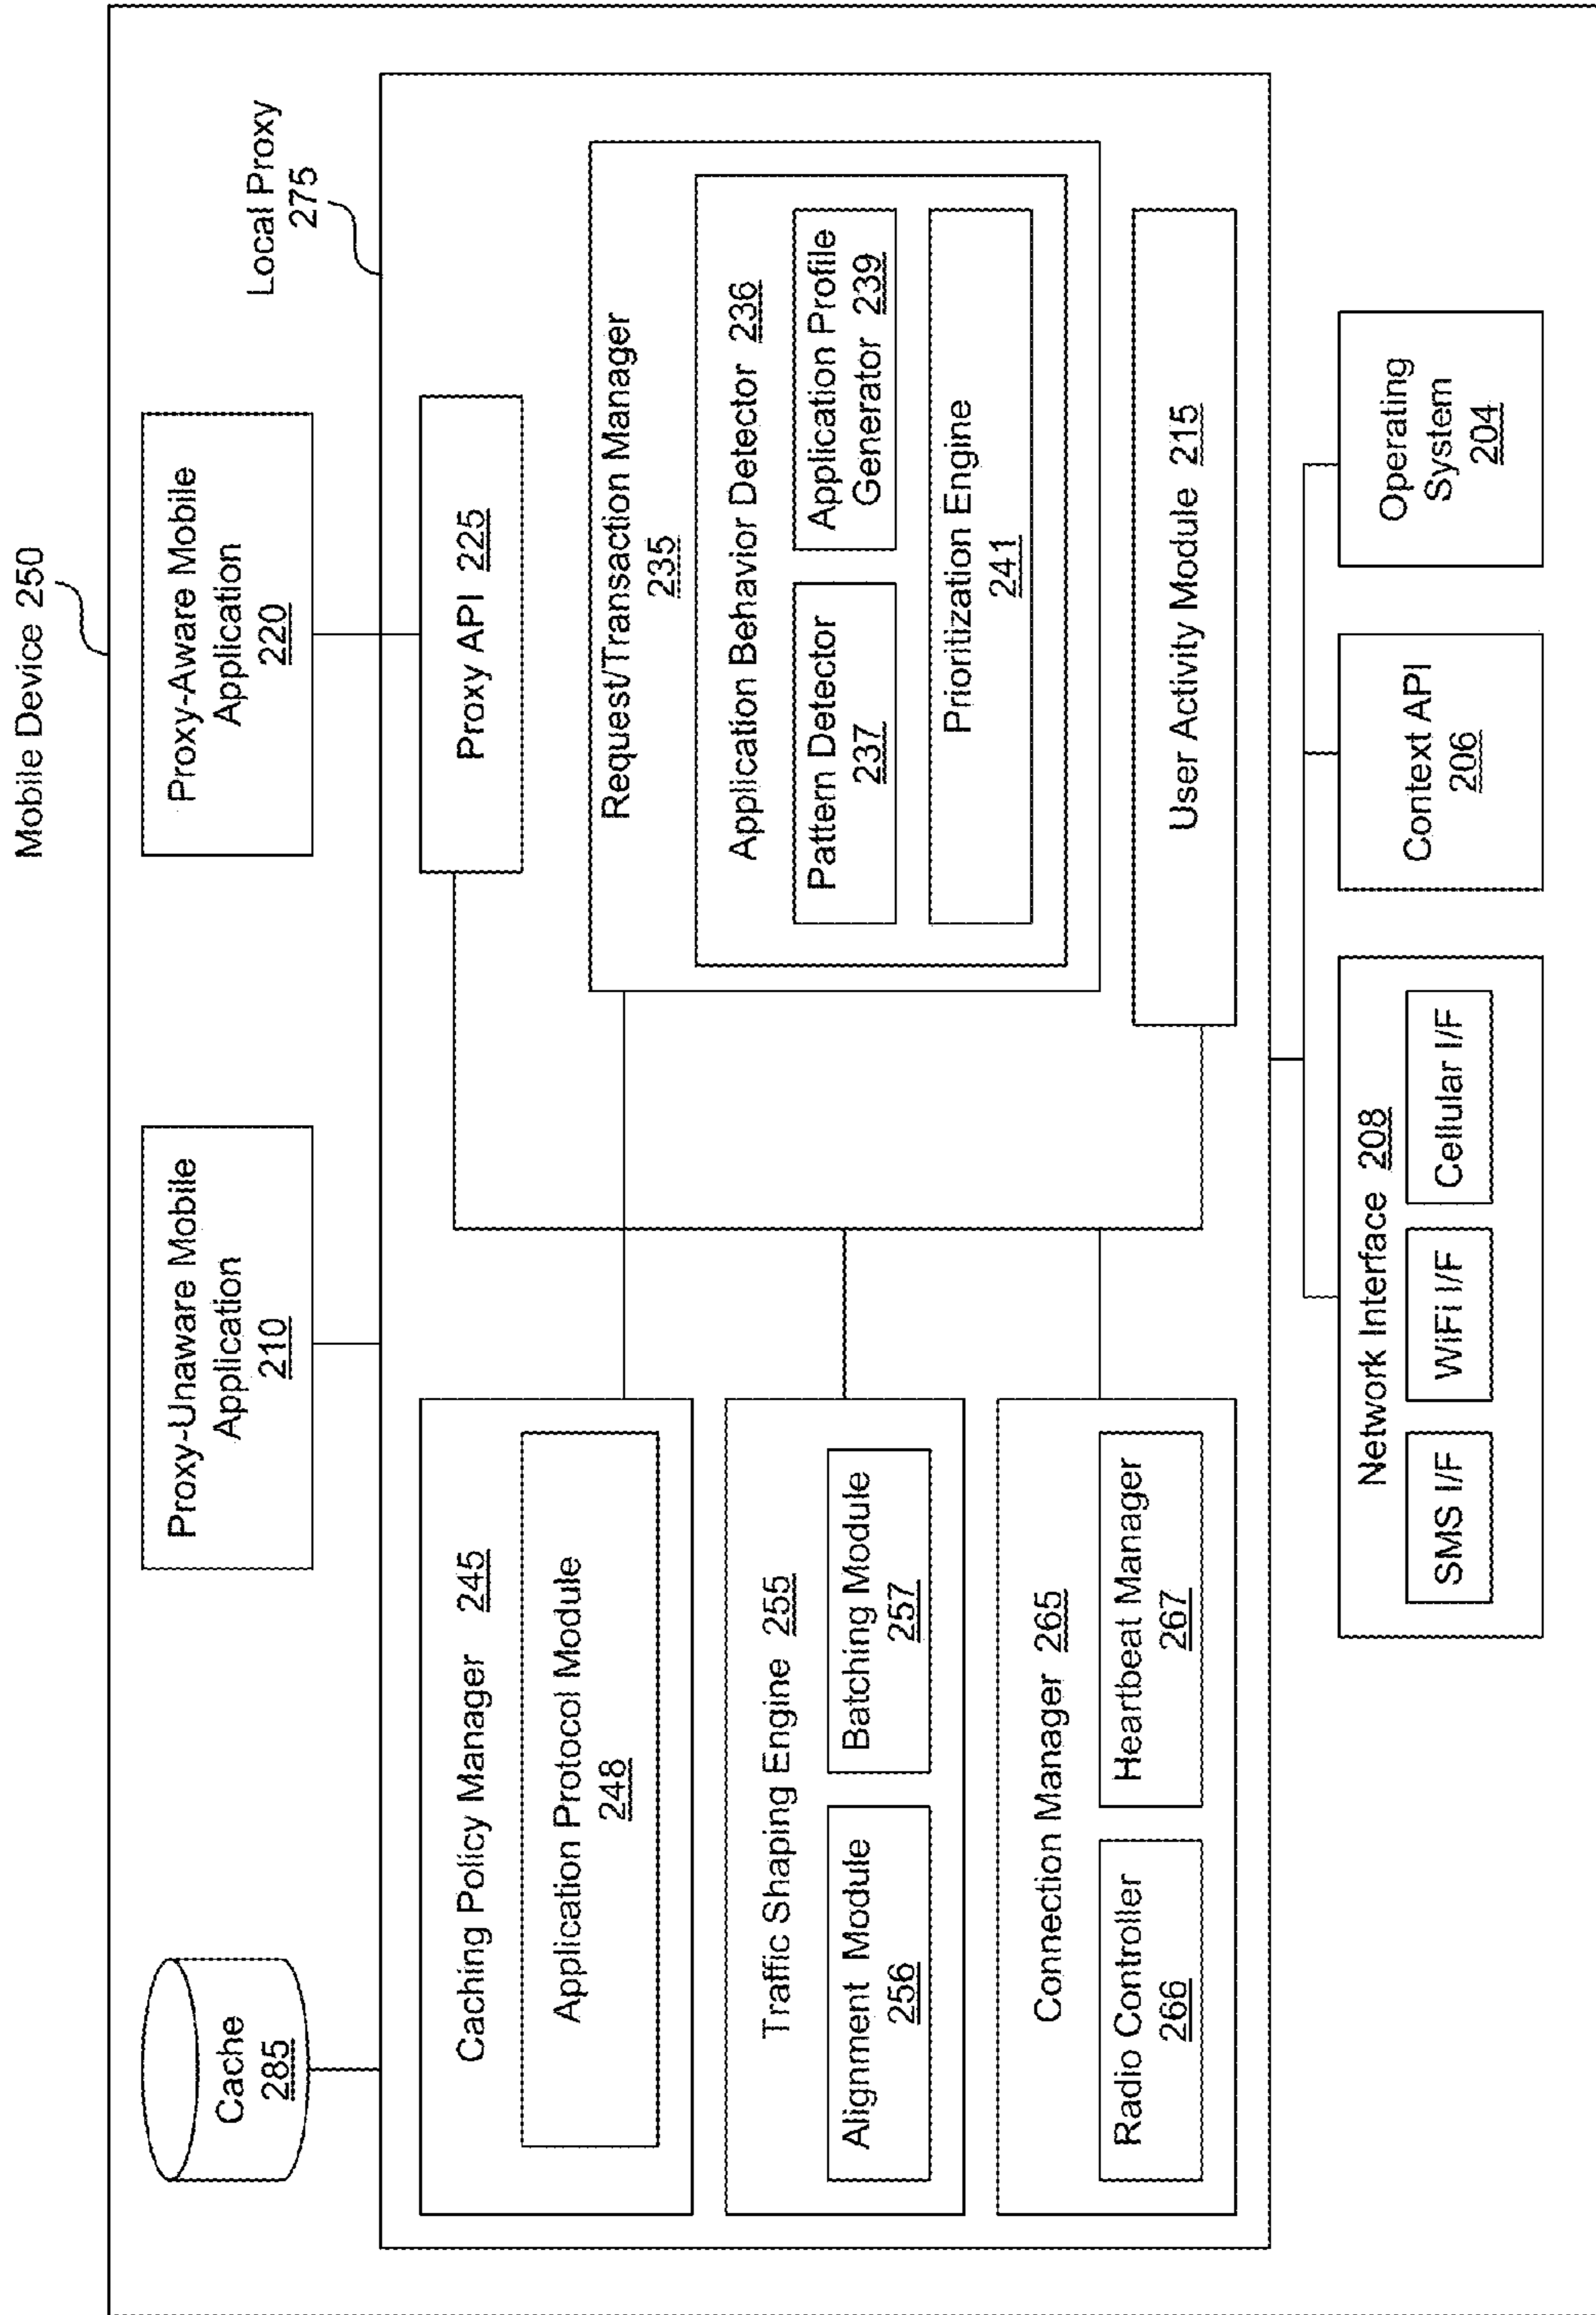 Mobile Device 250
Cache
285
Proxy-Unaware Mobile
Application
210
Proxy-Aware Mobile
Application
220
Local Proxy
275
Caching Policy Manager 245
Application Protocol Module
248
Traffic Shaping Engine 255
Alignment Module
256
Batching Module
257
Connection Manager 265
Radio Controller
266
Heartbeat Manager
267
Proxy API 225
Request/Transaction Manager
235
Application Behavior Detector 236
Pattern Detector
237
Application Profile
Generator 239
Prioritization Engine
241
User Activity Module 215
Network Interface 208
SMS I/F
WiFi I/F
Cellular I/F
Context API
206
Operating
System
204